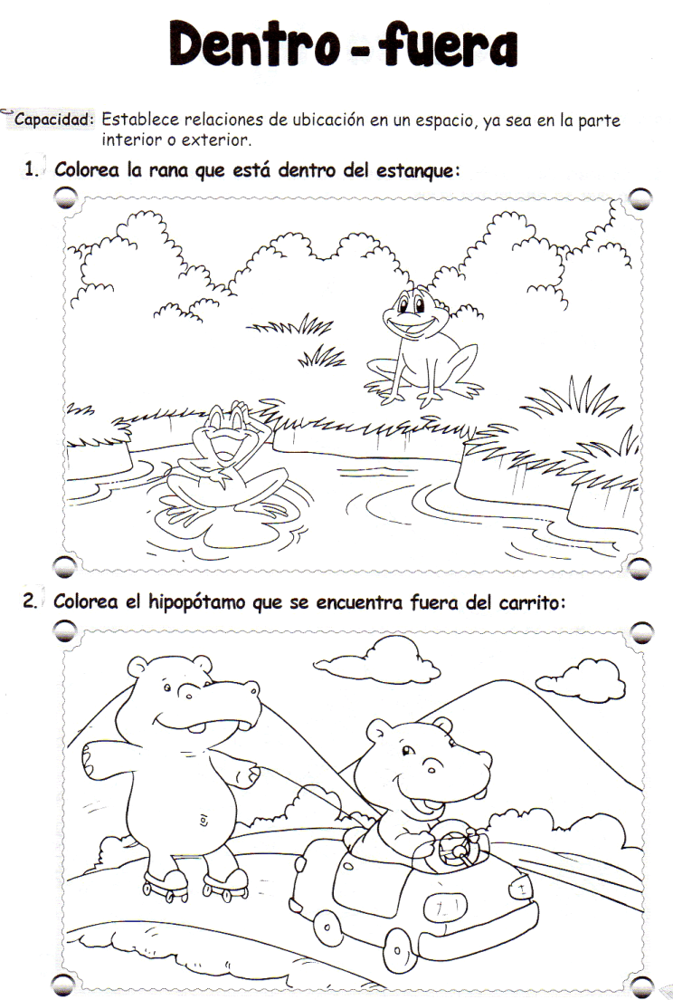 Dentro - fuera
Capacidad: Establece relaciones de ubicación en un espacio, ya sea en la parte
interior o exterior.
1. Colorea la rana que está dentro del estanque:
2. Colorea el hipopótamo que se encuentra fuera del carrito: